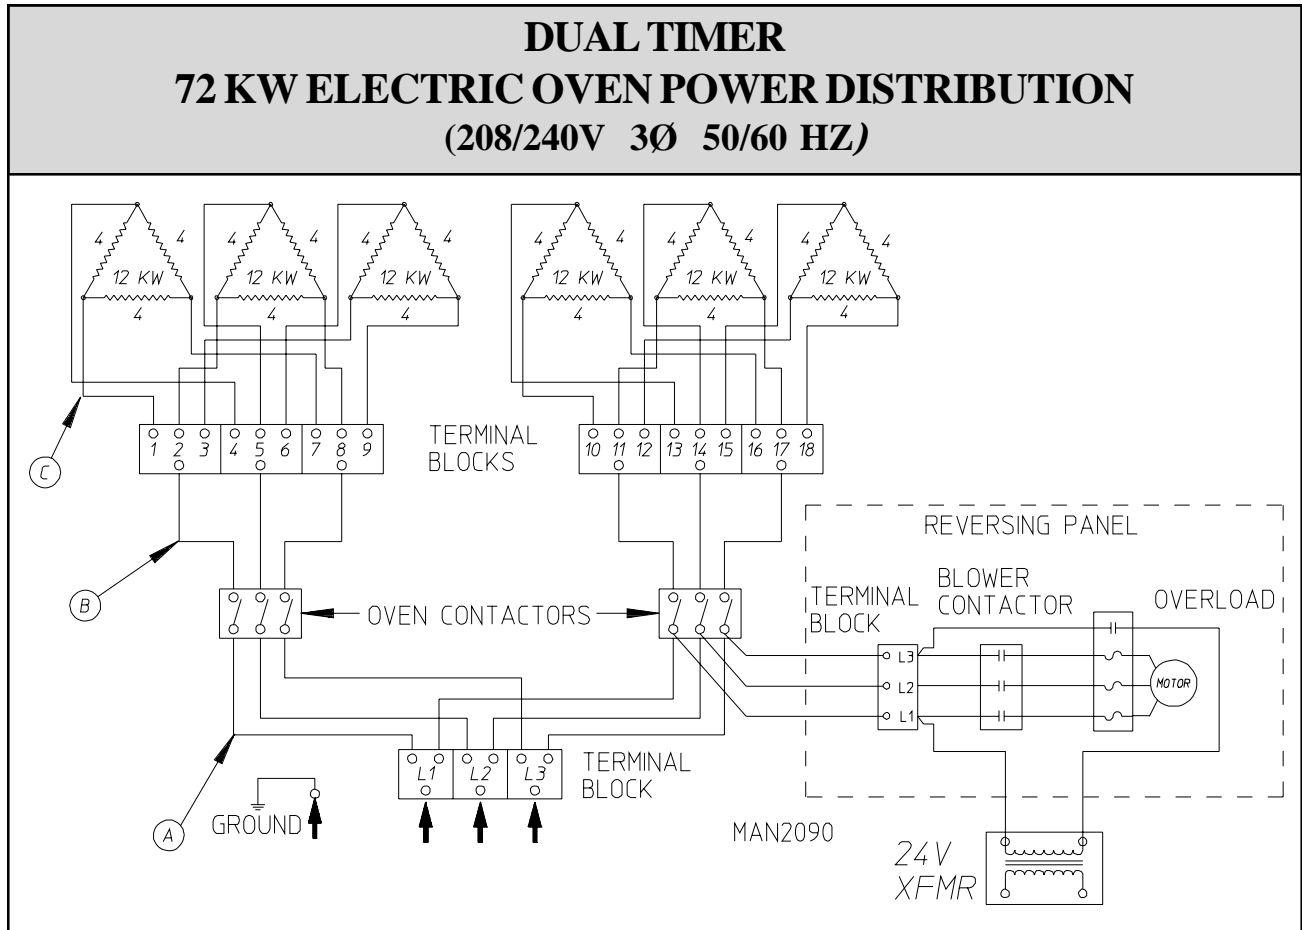 DUAL TIMER
72 KW ELECTRIC OVEN POWER DISTRIBUTION
(208/240V 3Ø 50/60 HZ)
4 4 4 4 4 4 4 4 4 4
12 KW 12 KW 12 KW 12 KW 12 KW 12 KW
4 4 4 4 4 4
1 2 3 4 5 6 7 8 9
TERMINAL
BLOCKS
10 11 12 13 14 15 16 17 18
C
REVERSING PANEL
B
OVEN CONTACTORS
TERMINAL
BLOCK
BLOWER
CONTACTOR
OVERLOAD
L3
L2
L1
MOTOR
A
GROUND
L1 L2 L3
TERMINAL
BLOCK
MAN2090
24V
XFMR